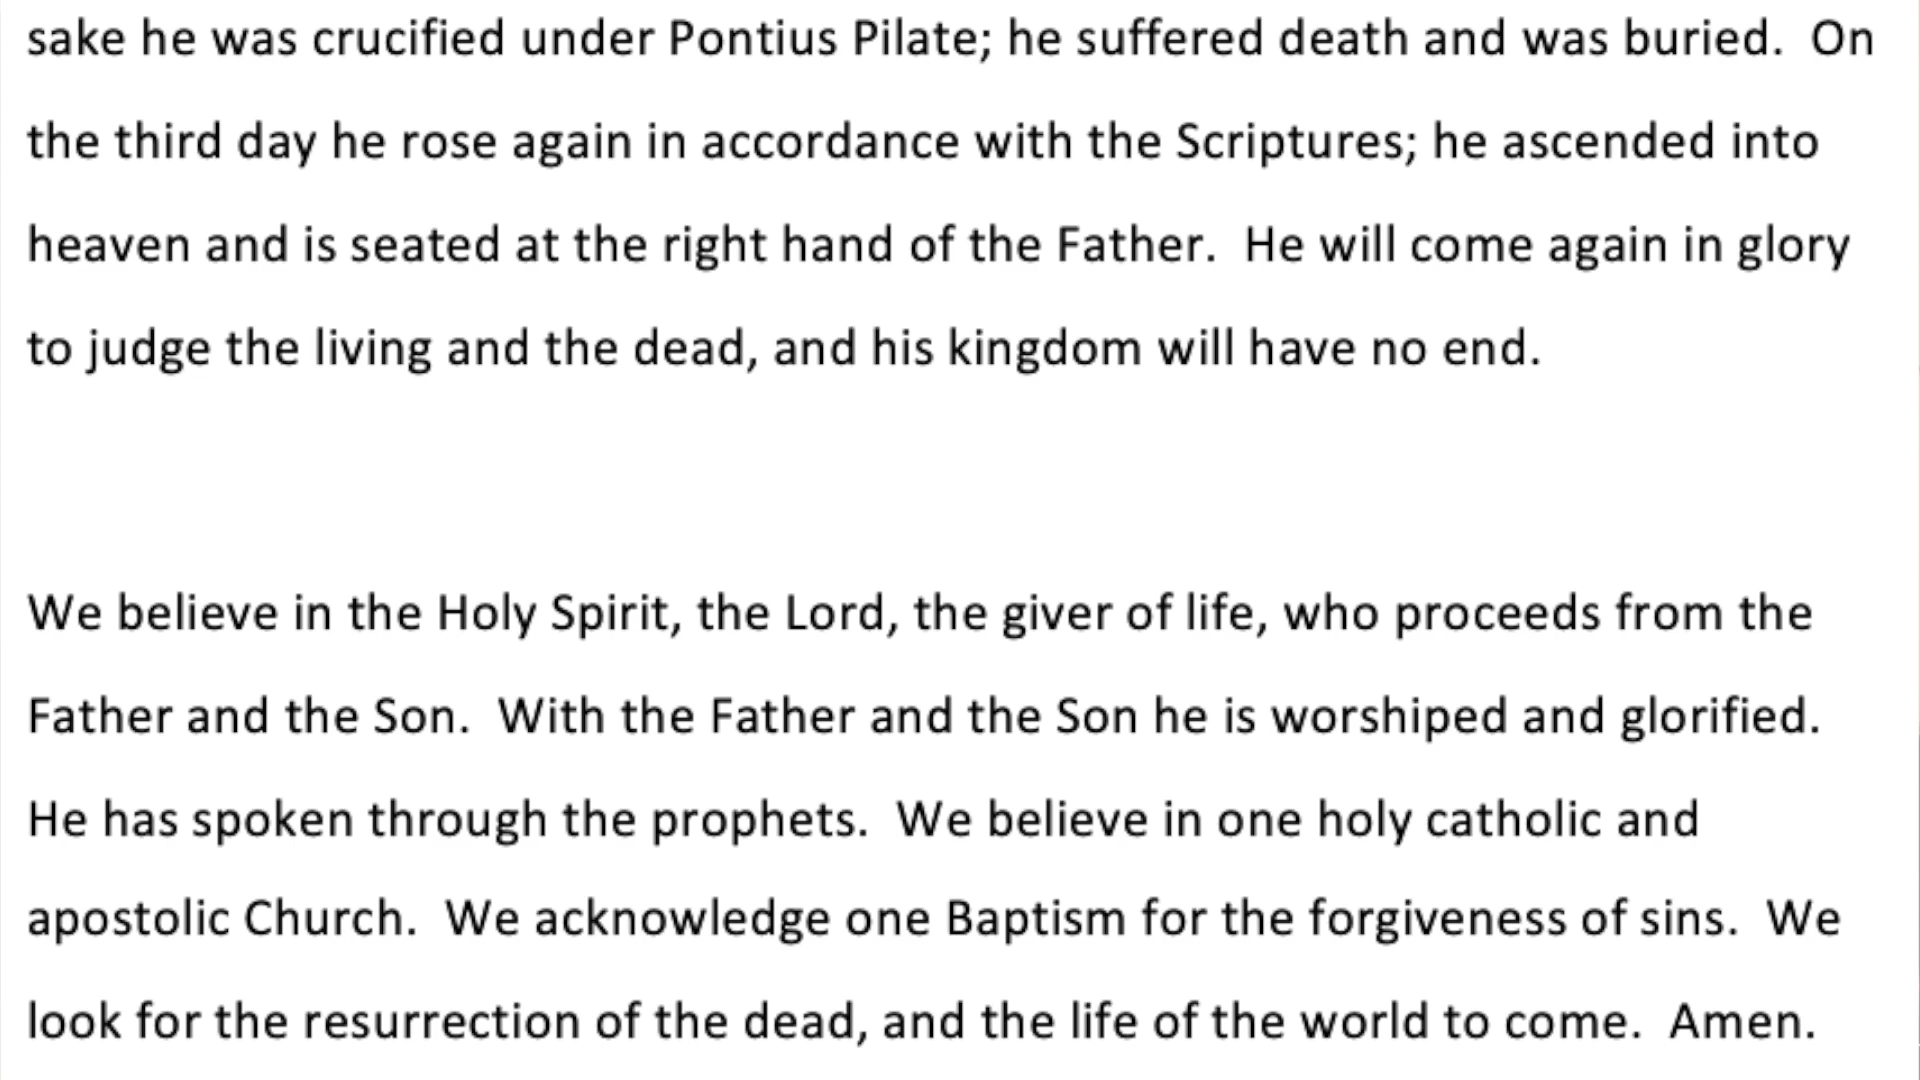 sake he was crucified under Pontius Pilate; he suffered death and was buried.  On
the third day he rose again in accordance with the Scriptures; he ascended into
heaven and is seated at the right hand of the Father.  He will come again in glory
to judge the living and the dead, and his kingdom will have no end.
We believe in the Holy Spirit, the Lord, the giver of life, who proceeds from the
Father and the Son.  With the Father and the Son he is worshiped and glorified.
He has spoken through the prophets.  We believe in one holy catholic and
apostolic Church.  We acknowledge one Baptism for the forgiveness of sins.  We
look for the resurrection of the dead, and the life of the world to come.  Amen.